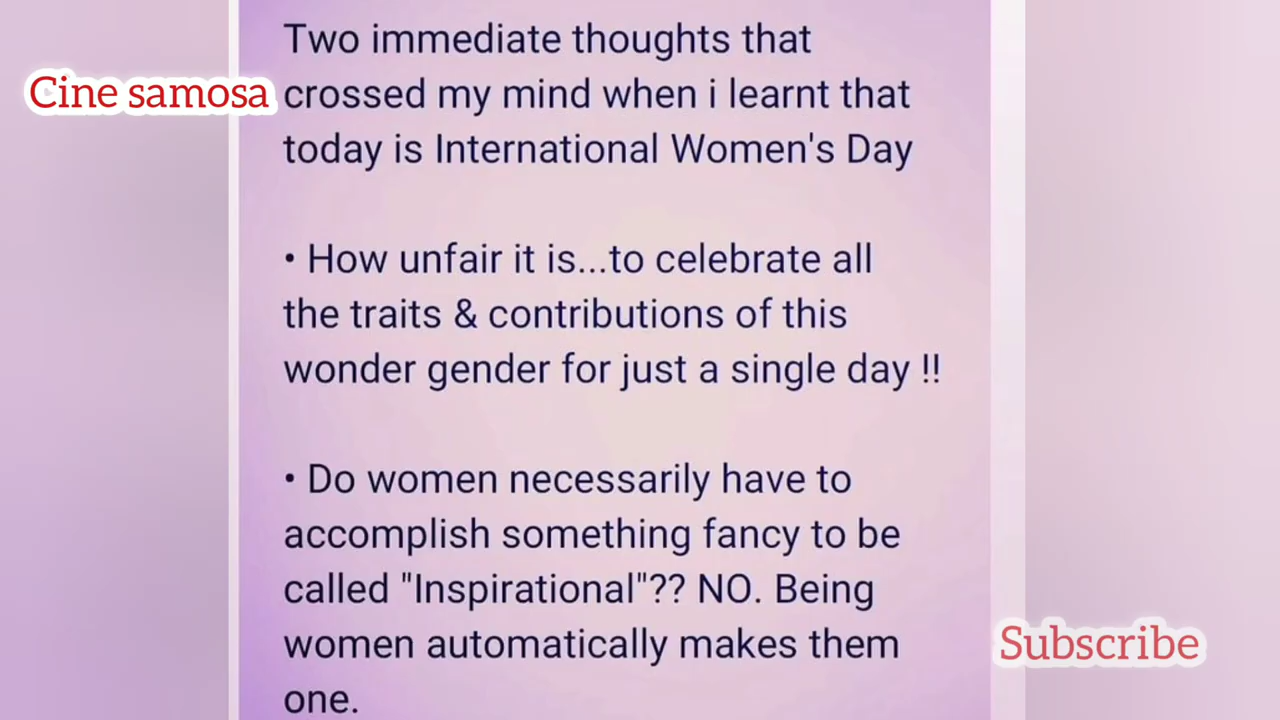 Two immediate thoughts that
Cine samosa
crossed my mind when i learnt that
today is International Women's Day
• How unfair it is...to celebrate all
the traits & contributions of this
wonder gender for just a single day !!
• Do women necessarily have to
accomplish something fancy to be
called "Inspirational"?? NO. Being
women automatically makes them
one.
Subscribe